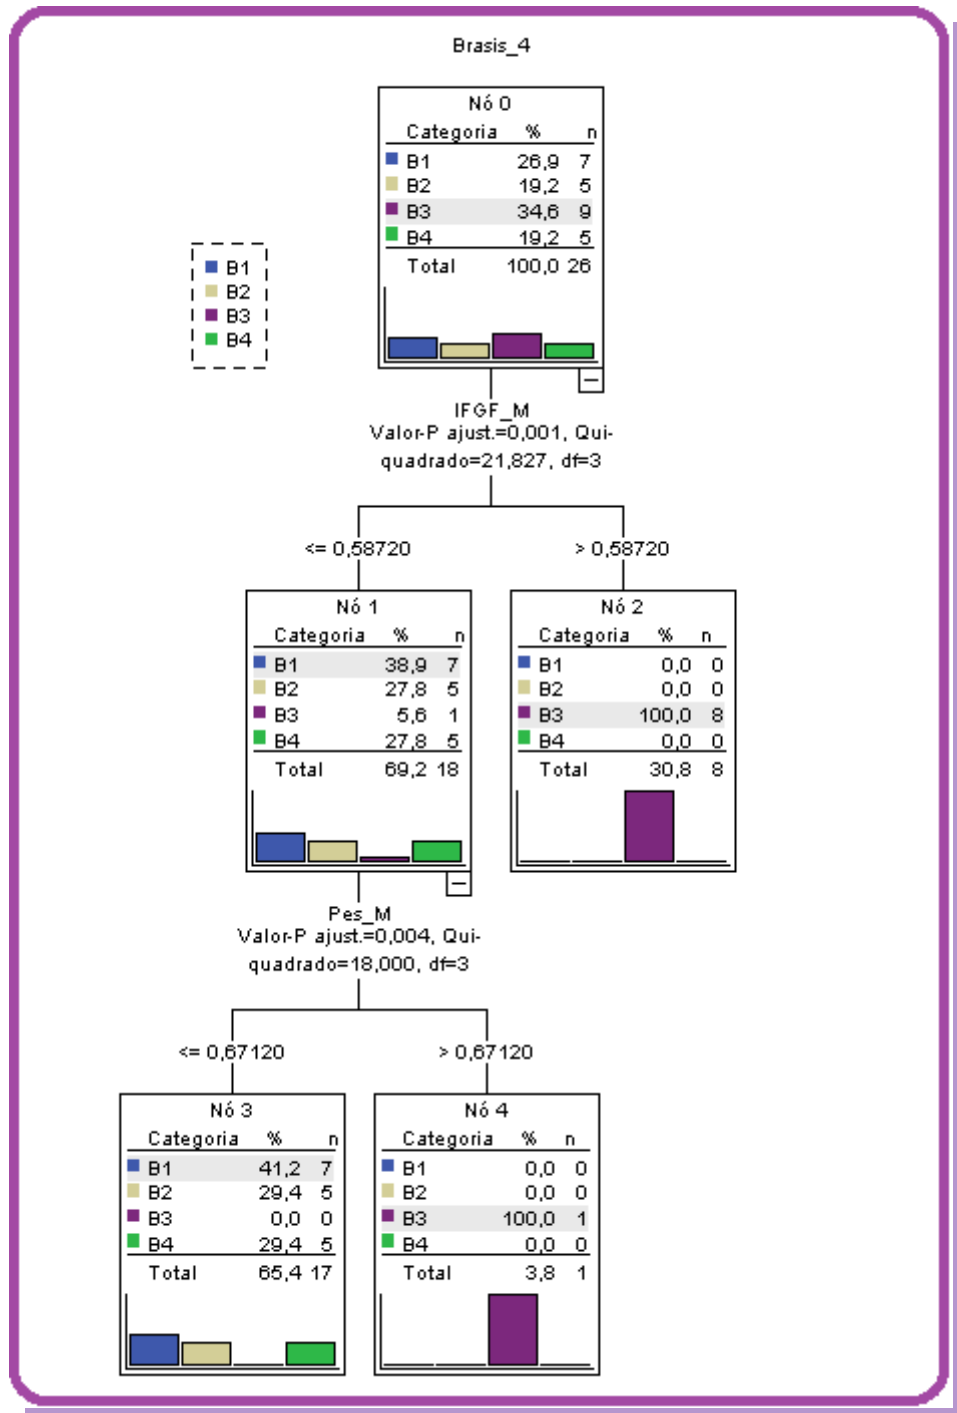 Brasis_4
Nó 0
Categoria % n
B1 26,9 7
B2 19,2 5
B3 34,6 9
B4 19,2 5
Total 100,0 26
B1
B2
B3
B4
IFGF_M
Valor-P ajust.=0,001, Qui-
quadrado=21,827, df=3
<= 0,58720
> 0,58720
Nó 1
Categoria % n
B1 38,9 7
B2 27,8 5
B3 5,6 1
B4 27,8 5
Total 69,2 18
Nó 2
Categoria % n
B1 0,0 0
B2 0,0 0
B3 100,0 8
B4 0,0 0
Total 30,8 8
Pes_M
Valor-P ajust.=0,004, Qui-
quadrado=18,000, df=3
<= 0,67120
> 0,67120
Nó 3
Categoria % n
B1 41,2 7
B2 29,4 5
B3 0,0 0
B4 29,4 5
Total 65,4 17
Nó 4
Categoria % n
B1 0,0 0
B2 0,0 0
B3 100,0 1
B4 0,0 0
Total 3,8 1